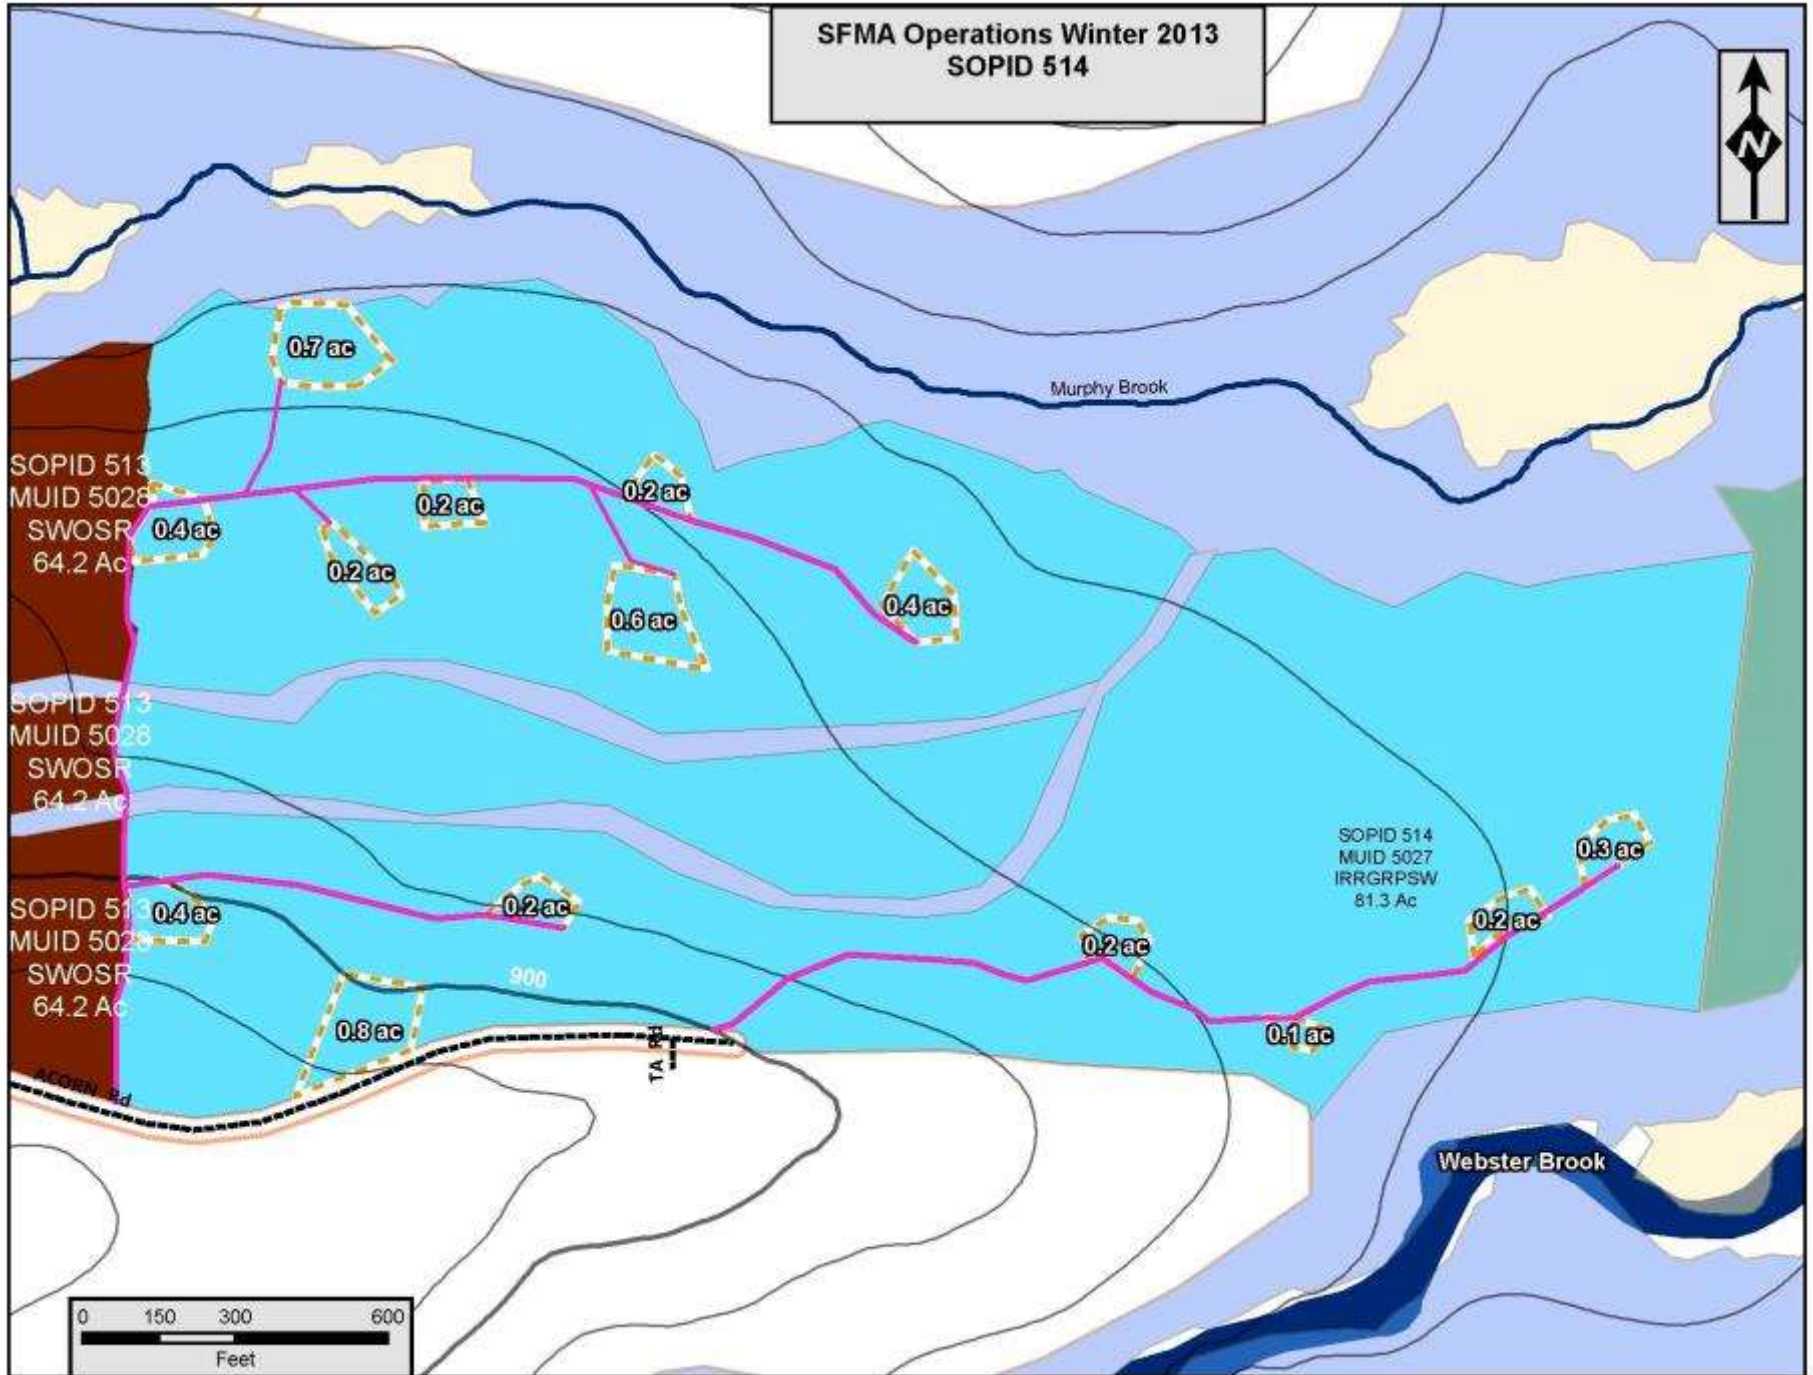 SFMA Operations Winter 2013
SOPID 514
N
0.7 ac
Murphy Brook
SOPID 513
MUID 5028
SWOSR
64.2 Ac
0.4 ac
0.2 ac
0.2 ac
0.2 ac
0.6 ac
0.4 ac
SOPID 513
MUID 5028
SWOSR
64.2 Ac
SOPID 514
MUID 5027
IRRGRPSW
81.3 Ac
0.3 ac
0.2 ac
0.2 ac
0.1 ac
SOPID 513
MUID 5028
SWOSR
64.2 Ac
0.4 ac
0.2 ac
900
0.8 ac
TA Rd
ACORN Rd
Webster Brook
0 150 300 600
Feet